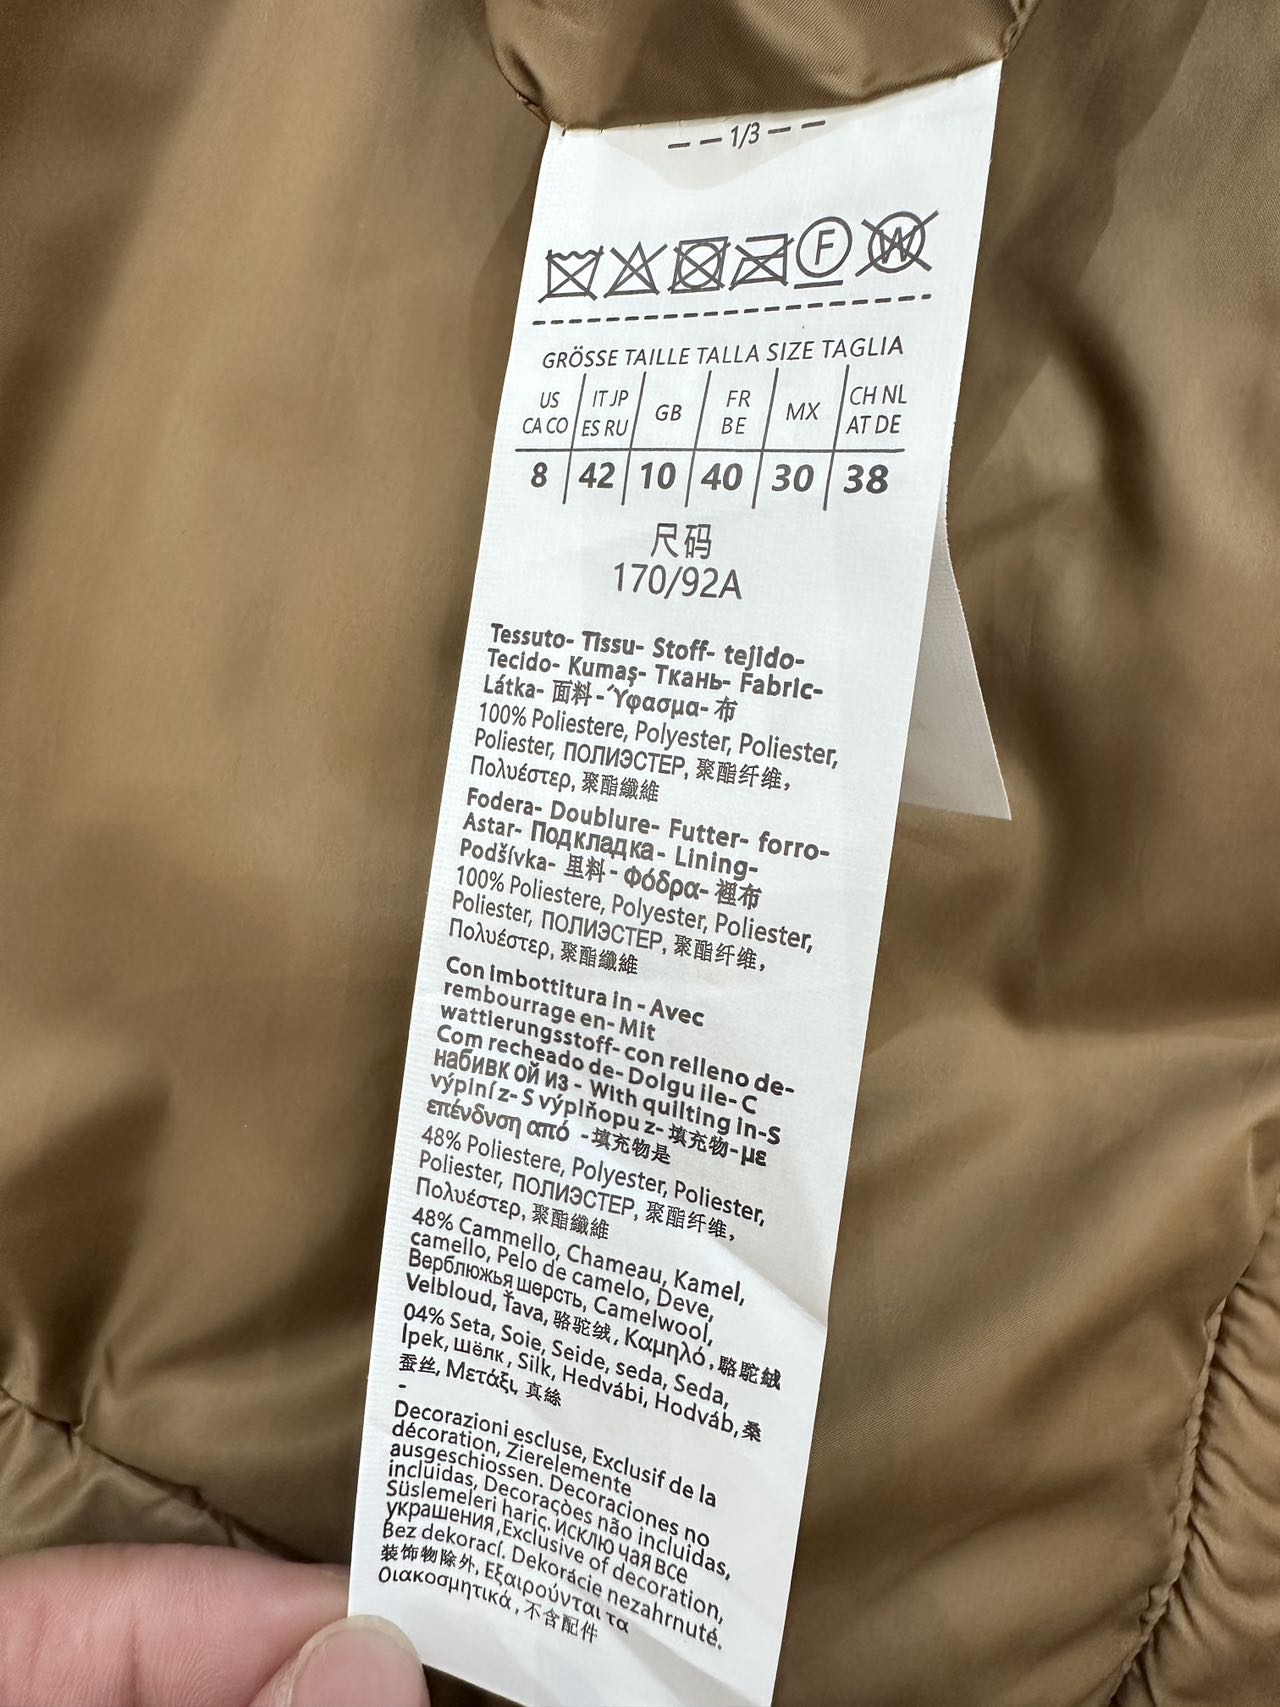 1/3
F W
GRÖSSE TAILLE TALLA SIZE TAGLIA
US IT JP GB FR MX CH NL
CA CO ES RU BE AT DE
8 42 10 40 30 38
尺码
170/92A
Tessuto- Tissu- Stoff- tejido-
Tecido- Kumaş- Ткань- Fabric-
Látka- 面料 -Ύφασμα- 布
100% Poliestere, Polyester, Poliester,
Poliester, ПОЛИЭСТЕР, 聚酯纤维,
Πολυέστερ, 聚酯纖維
Fodera- Doublure- Futter- forro-
Astar- Подкладка- Lining-
Podšívka- 里料 - Φόδρα- 裡布
100% Poliestere, Polyester, Poliester,
Poliester, ПОЛИЭСТЕР, 聚酯纤维,
Πολυέστερ, 聚酯纖維
Con imbottitura in - Avec
rembourrage en- Mit
wattierungsstoff- con relleno de-
Com recheado de- Dolgu ile- C
набивк ой из - With quilting in-S
výplní z- S výplňopu z- 填充物-με
επένδυση από -填充物是
48% Poliestere, Polyester, Poliester,
Poliester, ПОЛИЭСТЕР, 聚酯纤维,
Πολυέστερ, 聚酯纖維
48% Cammello, Chameau, Kamel,
camello, Pelo de camelo, Deve,
Верблюжья шерсть, Camelwool,
Velbloud, Ťava, 骆驼绒, Καμηλό, 駱駝絨
04% Seta, Soie, Seide, seda, Seda,
İpek, шёлк, Silk, Hedvábi, Hodváb, 桑
蚕丝, Μετάξι, 真絲
-
Decorazioni escluse, Exclusif de la
décoration, Zierelemente
ausgeschlossen. Decoraciones no
incluidas, Decorações não incluidas,
Süslemeleri haric, ИСКЛЮ ЧАЯ ВСЕ
украшения, Exclusive of decoration,
Bez dekorací. Dekorácie nezahrnuté.
装饰物除外, Εξαιρούνται τα
Διακοσμητικά, 不含配件